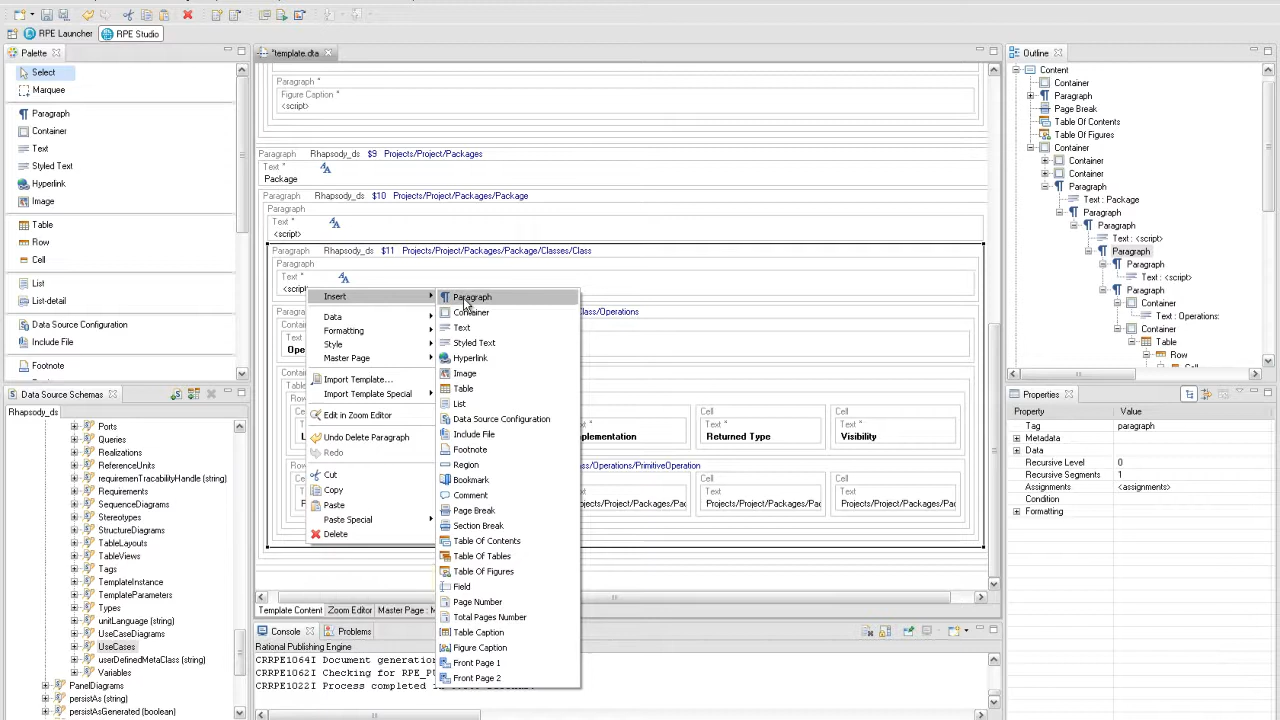 RPE Launcher RPE Studio
Palette
Select
Marquee
Paragraph
Container
Text
Styled Text
Hyperlink
Image
Table
Row
Cell
List
List-detail
Data Source Configuration
Include File
Footnote
Data Source Schemas
Rhapsody_ds
Ports
Queries
Realizations
ReferenceUnits
requiremenTracabilityHandle (string)
Requirements
SequenceDiagrams
Stereotypes
StructureDiagrams
TableLayouts
TableViews
Tags
TemplateInstance
TemplateParameters
Types
unitLanguage (string)
UseCaseDiagrams
UseCases
userDefinedMetaClass (string)
Variables
PanelDiagrams
persistAs (string)
persistAsGenerated (boolean)
*template.dta
Paragraph *
Figure Caption *
<script>
Paragraph Rhapsody_ds $9 Projects/Project/Packages
Text *
Package
Paragraph Rhapsody_ds $10 Projects/Project/Packages/Package
Paragraph
Text *
<script>
Paragraph Rhapsody_ds $11 Projects/Project/Packages/Package/Classes/Class
Paragraph
Text *
<script
lass/Operations
Cell Cell
Text Text
plementation Returned Type Visibility
ss/Operations/PrimitiveOperation
Cell Cell
Text Text
Projects/Project/Packages/Pac Projects/Project/Packages/Pac
Insert
Data
Formatting
Style
Master Page
Import Template...
Import Template Special
Edit in Zoom Editor
Undo Delete Paragraph
Redo
Cut
Copy
Paste
Paste Special
Delete
Paragraph
Container
Text
Styled Text
Hyperlink
Image
Table
List
Data Source Configuration
Include File
Footnote
Region
Bookmark
Comment
Page Break
Section Break
Table Of Contents
Table Of Tables
Table Of Figures
Field
Page Number
Total Pages Number
Table Caption
Figure Caption
Front Page 1
Front Page 2
Template Content Zoom Editor Master Page : M
Console Problems
Rational Publishing Engine
CRRPE1064I Document generatio
CRRPE1062I Checking for RPE_P
CRRPE1022I Process completed
Outline
Content
Container
Paragraph
Page Break
Table Of Contents
Table Of Figures
Container
Container
Container
Paragraph
Text : Package
Paragraph
Paragraph
Text : <script>
Paragraph
Paragraph
Text : <script>
Paragraph
Container
Text : Operations:
Container
Table
Row
Properties
Property Value
Tag paragraph
Metadata
Data
Recursive Level 0
Recursive Segments 1
Assignments <assignments>
Condition
Formatting